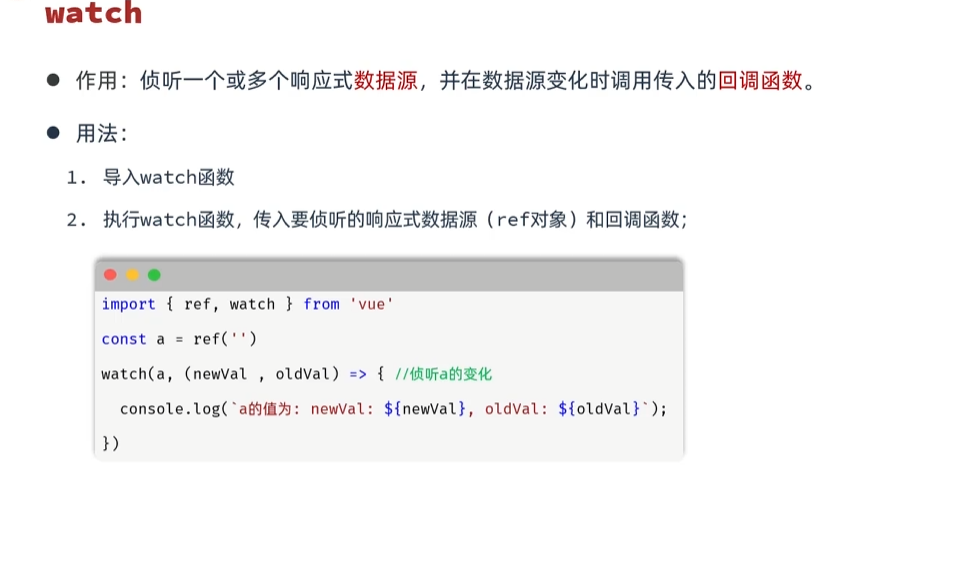 watch
● 作用：侦听一个或多个响应式数据源，并在数据源变化时调用传入的回调函数。
● 用法：
1. 导入watch函数
2. 执行watch函数，传入要侦听的响应式数据源（ref对象）和回调函数；
import { ref, watch } from 'vue'
const a = ref('')
watch(a, (newVal , oldVal) => { //侦听a的变化
  console.log(`a的值为: newVal: ${newVal}, oldVal: ${oldVal}`);
})